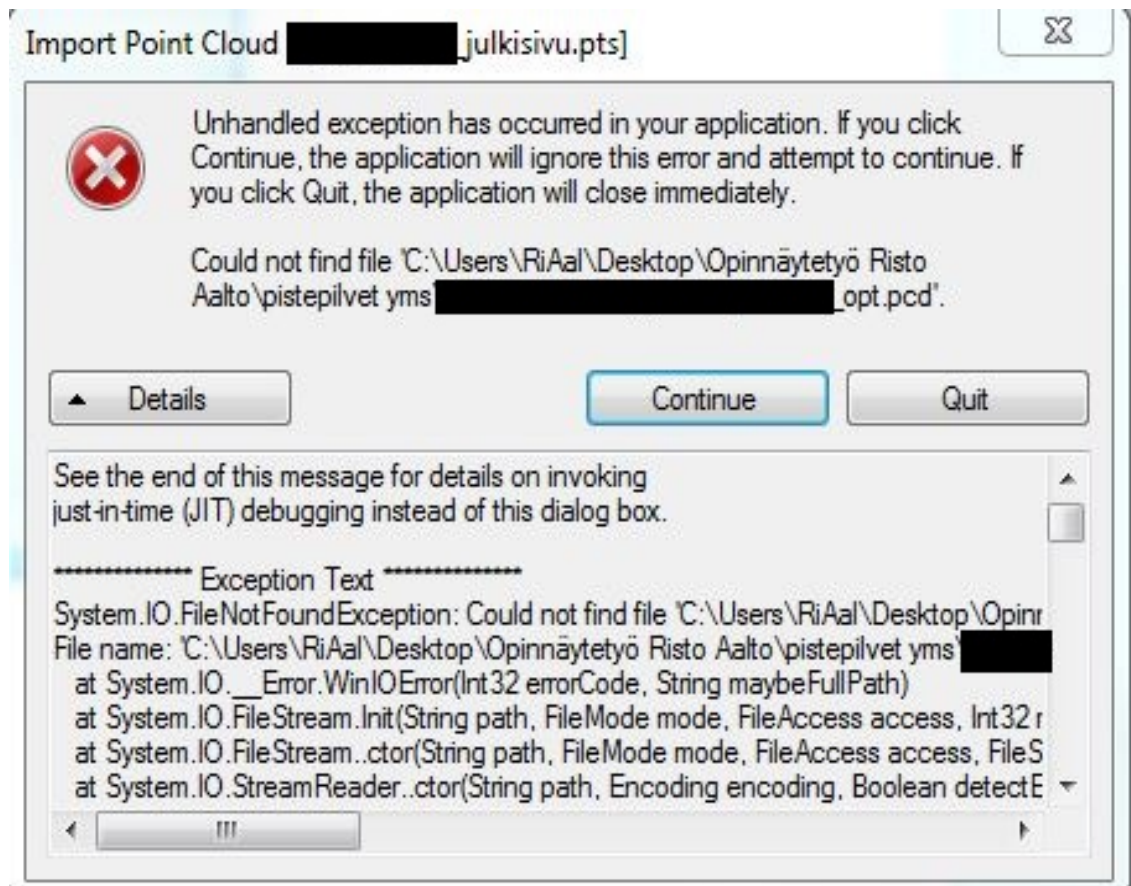 Import Point Cloud _julkisivu.pts]
Unhandled exception has occurred in your application. If you click
Continue, the application will ignore this error and attempt to continue. If
you click Quit, the application will close immediately.
Could not find file 'C:\Users\RiAal\Desktop\Opinnäytetyö Risto
Aalto\pistepilvet yms\ _opt.pcd'.
Details
Continue
Quit
See the end of this message for details on invoking
just-in-time (JIT) debugging instead of this dialog box.
************** Exception Text **************
System.IO.FileNotFoundException: Could not find file 'C:\Users\RiAal\Desktop\Opinn
File name: 'C:\Users\RiAal\Desktop\Opinnäytetyö Risto Aalto\pistepilvet yms\
at System.IO.__Error.WinIOError(Int32 errorCode, String maybeFullPath)
at System.IO.FileStream.Init(String path, FileMode mode, FileAccess access, Int32 r
at System.IO.FileStream..ctor(String path, FileMode mode, FileAccess access, FileS
at System.IO.StreamReader..ctor(String path, Encoding encoding, Boolean detectE